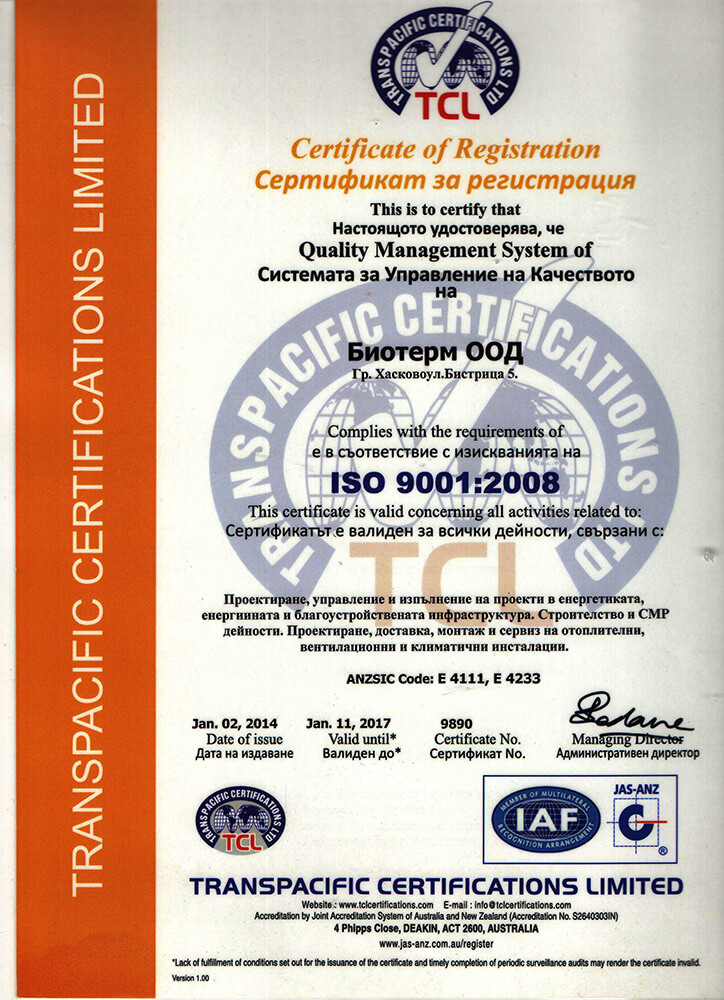 TRANSPACIFIC CERTIFICATIONS LIMITED
TRANSPACIFIC CERTIFICATIONS LTD
TCL
Certificate of Registration
Сертификат за регистрация
This is to certify that
Настоящото удостоверява, че
Quality Management System of
Системата за Управление на Качеството
на
TRANSPACIFIC CERTIFICATIONS LTD
TCL
Биотерм ООД
Гр. Хасковоул.Бистрица 5.
Complies with the requirements of
е в съответствие с изискванията на
ISO 9001:2008
This certificate is valid concerning all activities related to:
Сертификатът е валиден за всички дейности, свързани с:
Проектиране, управление и изпълнение на проекти в енергетиката,
енергиината и благоустройствената инфраструктура. Строителство и СМР
дейности. Проектиране, доставка, монтаж и сервиз на отоплителни,
вентилационни и климатични инсталации.
ANZSIC Code: E 4111, E 4233
Jan. 02, 2014 Jan. 11, 2017 9890
Date of issue Valid until* Certificate No. Managing Director
Дата на издаване Валиден до* Сертификат No. Административен директор
TRANSPACIFIC CERTIFICATIONS LTD
TCL
MEMBER OF MULTILATERAL
IAF
RECOGNITION ARRANGEMENT
JAS-ANZ
®
TRANSPACIFIC CERTIFICATIONS LIMITED
Website : www.tclcertifications.com E-mail : info@tclcertifications.com
Accreditation by Joint Accreditation System of Australia and New Zealand (Accreditation No. S2640303IN)
4 Phipps Close, DEAKIN, ACT 2600, AUSTRALIA
www.jas-anz.com.au/register
*Lack of fulfillment of conditions set out for the issuance of the certificate and timely completion of periodic surveillance audits may render the certificate invalid.
Version 1.00